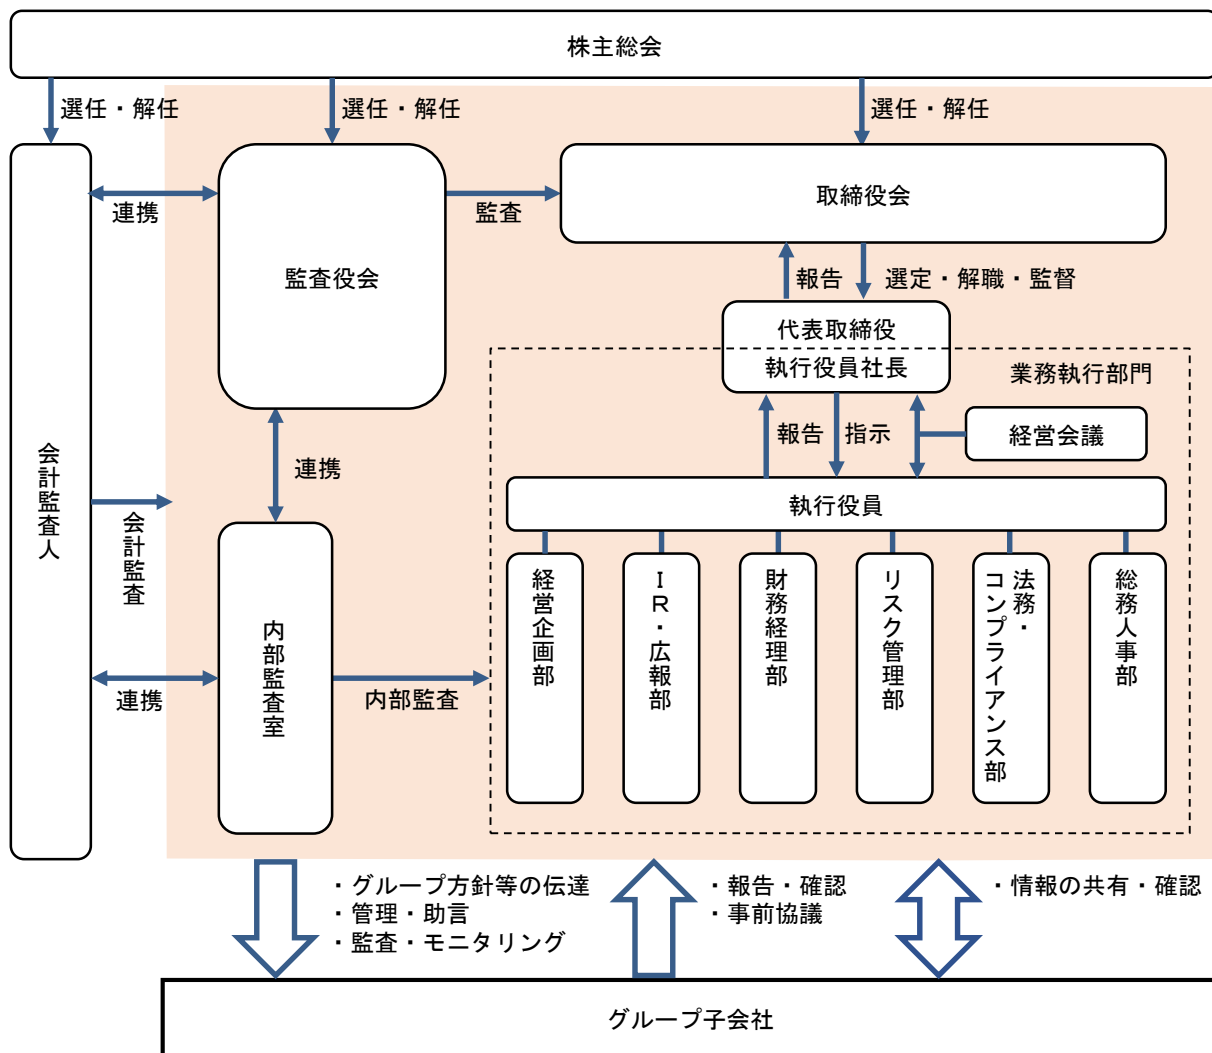 株主総会
選任・解任
選任・解任
選任・解任
会計監査人
連携
監査役会
監査
取締役会
報告
選定・解職・監督
代表取締役
執行役員社長
業務執行部門
報告
指示
経営会議
連携
執行役員
会計監査
経営企画部
IR・広報部
財務経理部
リスク管理部
法務・
コンプライアンス部
総務人事部
内部監査室
連携
内部監査
・グループ方針等の伝達
・管理・助言
・監査・モニタリング
・報告・確認
・事前協議
・情報の共有・確認
グループ子会社